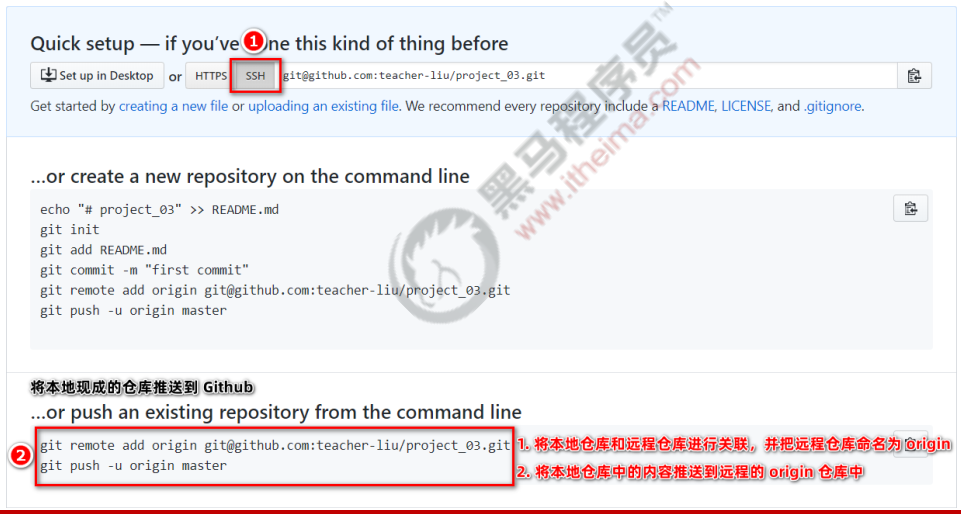 Quick setup — if you've ne this kind of thing before
1
Set up in Desktop or HTTPS SSH git@github.com:teacher-liu/project_03.git
Get started by creating a new file or uploading an existing file. We recommend every repository include a README, LICENSE, and .gitignore.
黑马程序员™
www.itheima.com
...or create a new repository on the command line
echo "# project_03" >> README.md
git init
git add README.md
git commit -m "first commit"
git remote add origin git@github.com:teacher-liu/project_03.git
git push -u origin master
将本地现成的仓库推送到 Github
...or push an existing repository from the command line
2
git remote add origin git@github.com:teacher-liu/project_03.git
1. 将本地仓库和远程仓库进行关联，并把远程仓库命名为 origin
git push -u origin master
2. 将本地仓库中的内容推送到远程的 origin 仓库中